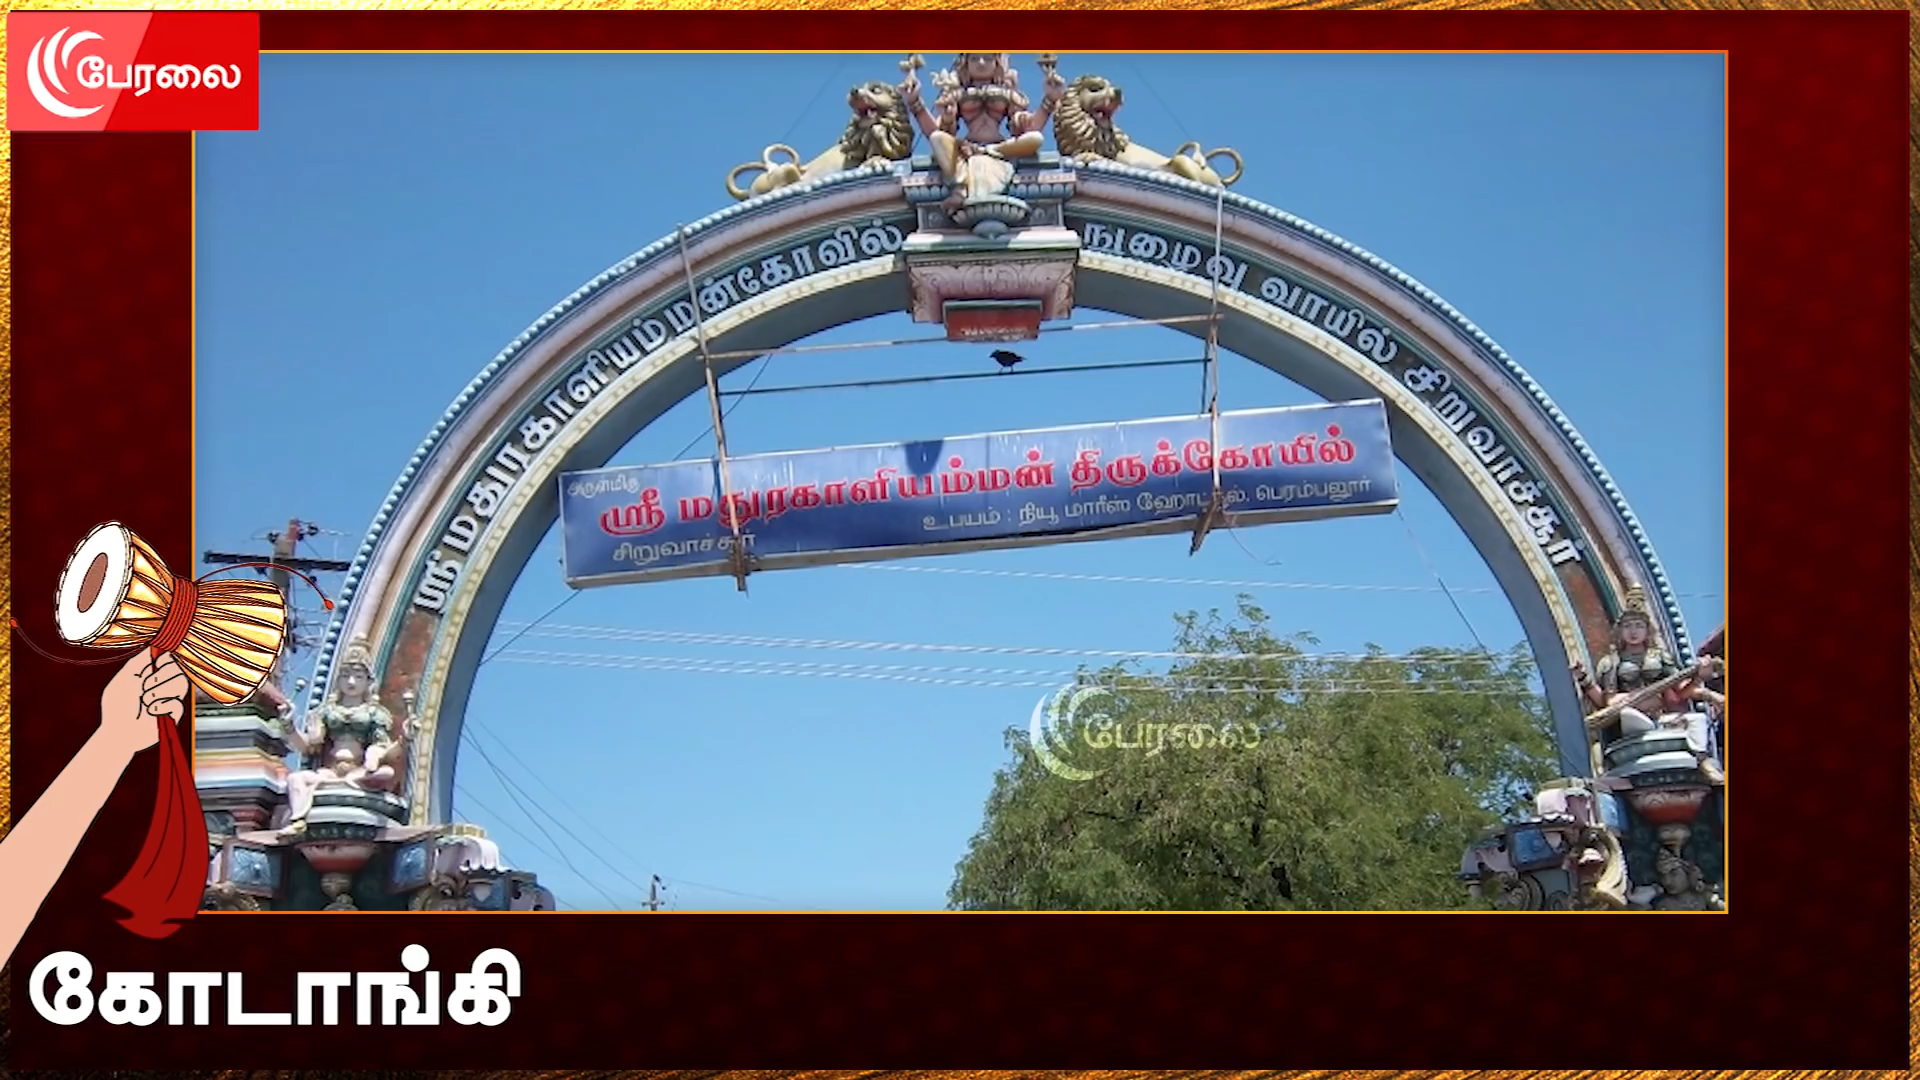 பேரலை
ஸ்ரீ மதுரகாளியம்மன்கோவில் நுழைவு வாயில் சிறுவாச்சூர்
அருள்மிகு
ஸ்ரீ மதுரகாளியம்மன் திருக்கோயில்
சிறுவாச்சூர்
உபயம் : நியூ மாரீஸ் ஹோட்டல், பெரம்பலூர்
பேரலை
கோடாங்கி